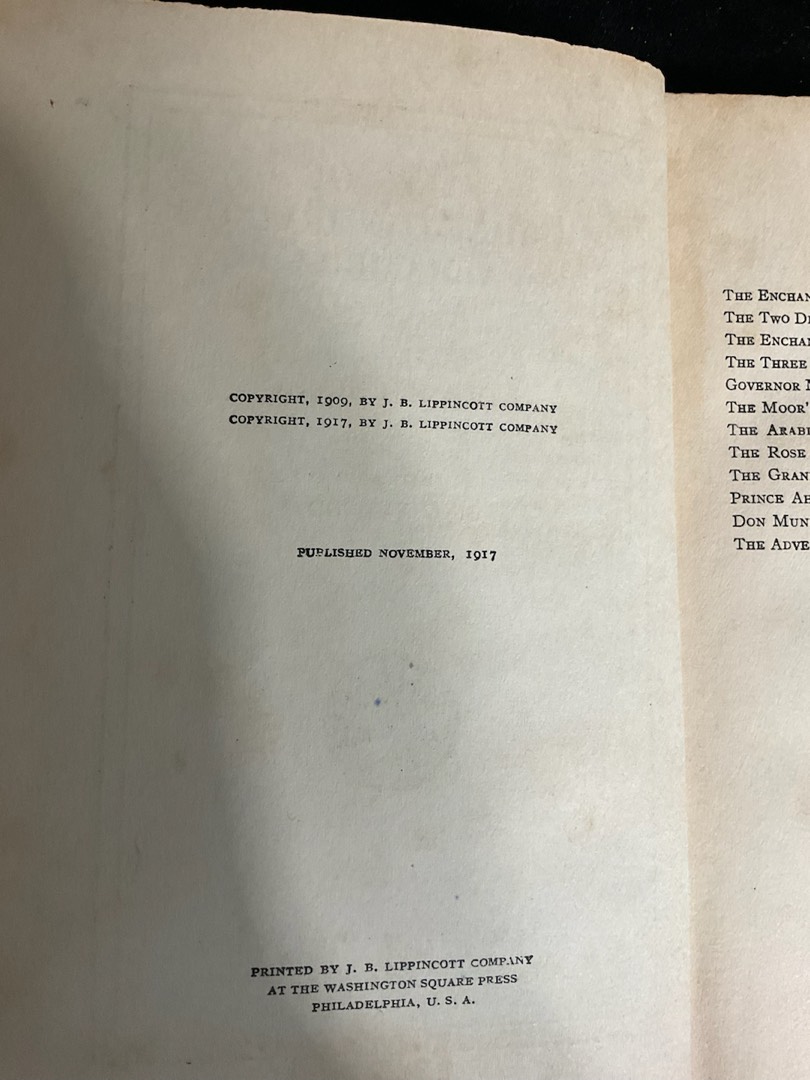 COPYRIGHT, 1909, BY J. B. LIPPINCOTT COMPANY
COPYRIGHT, 1917, BY J. B. LIPPINCOTT COMPANY
PUBLISHED NOVEMBER, 1917
PRINTED BY J. B. LIPPINCOTT COMPANY
AT THE WASHINGTON SQUARE PRESS
PHILADELPHIA, U. S. A.
THE
THE TWO
THE
THE THREE
GOVERNOR
THE MOOR'
THE
THE ROSE
THE
PRINCE
DON
THE